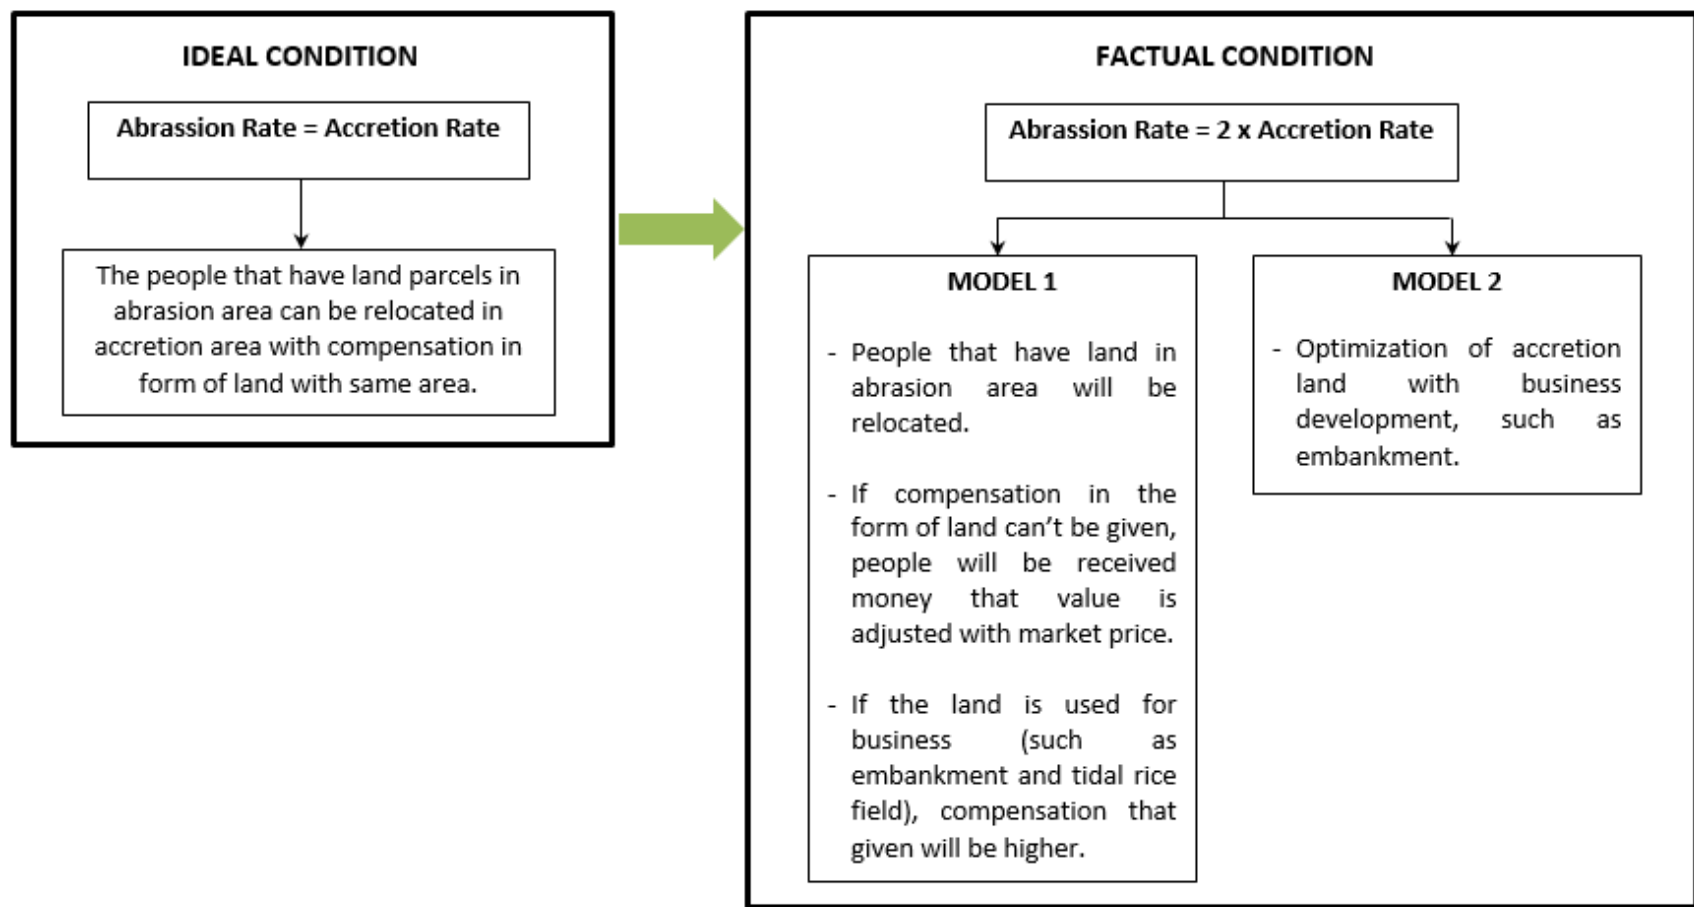 IDEAL CONDITION
Abrassion Rate = Accretion Rate
The people that have land parcels in
abrasion area can be relocated in
accretion area with compensation in
form of land with same area.
FACTUAL CONDITION
Abrassion Rate = 2 x Accretion Rate
MODEL 1
- People that have land in
abrasion area will be
relocated.
- If compensation in the
form of land can’t be given,
people will be received
money that value is
adjusted with market price.
- If the land is used for
business (such as
embankment and tidal rice
field), compensation that
given will be higher.
MODEL 2
- Optimization of accretion
land with business
development, such as
embankment.